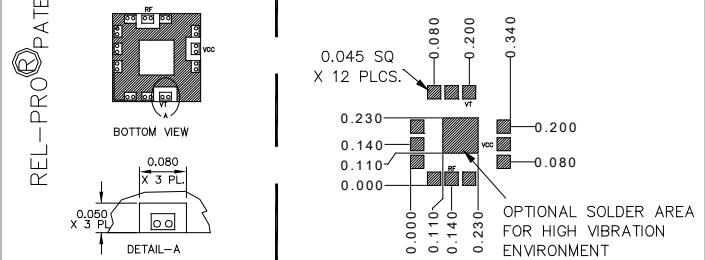 REL-PRO® PATE
RF
VCC
VT
A
BOTTOM VIEW
0.080
X 3 PL.
0.050
X 3 PL
DETAIL-A
0.045 SQ
X 12 PLCS.
0.080
0.200
0.340
VT
0.230
0.140
0.110
0.000
VCC
RF
0.200
0.080
0.000
0.110
0.140
0.230
OPTIONAL SOLDER AREA
FOR HIGH VIBRATION
ENVIRONMENT